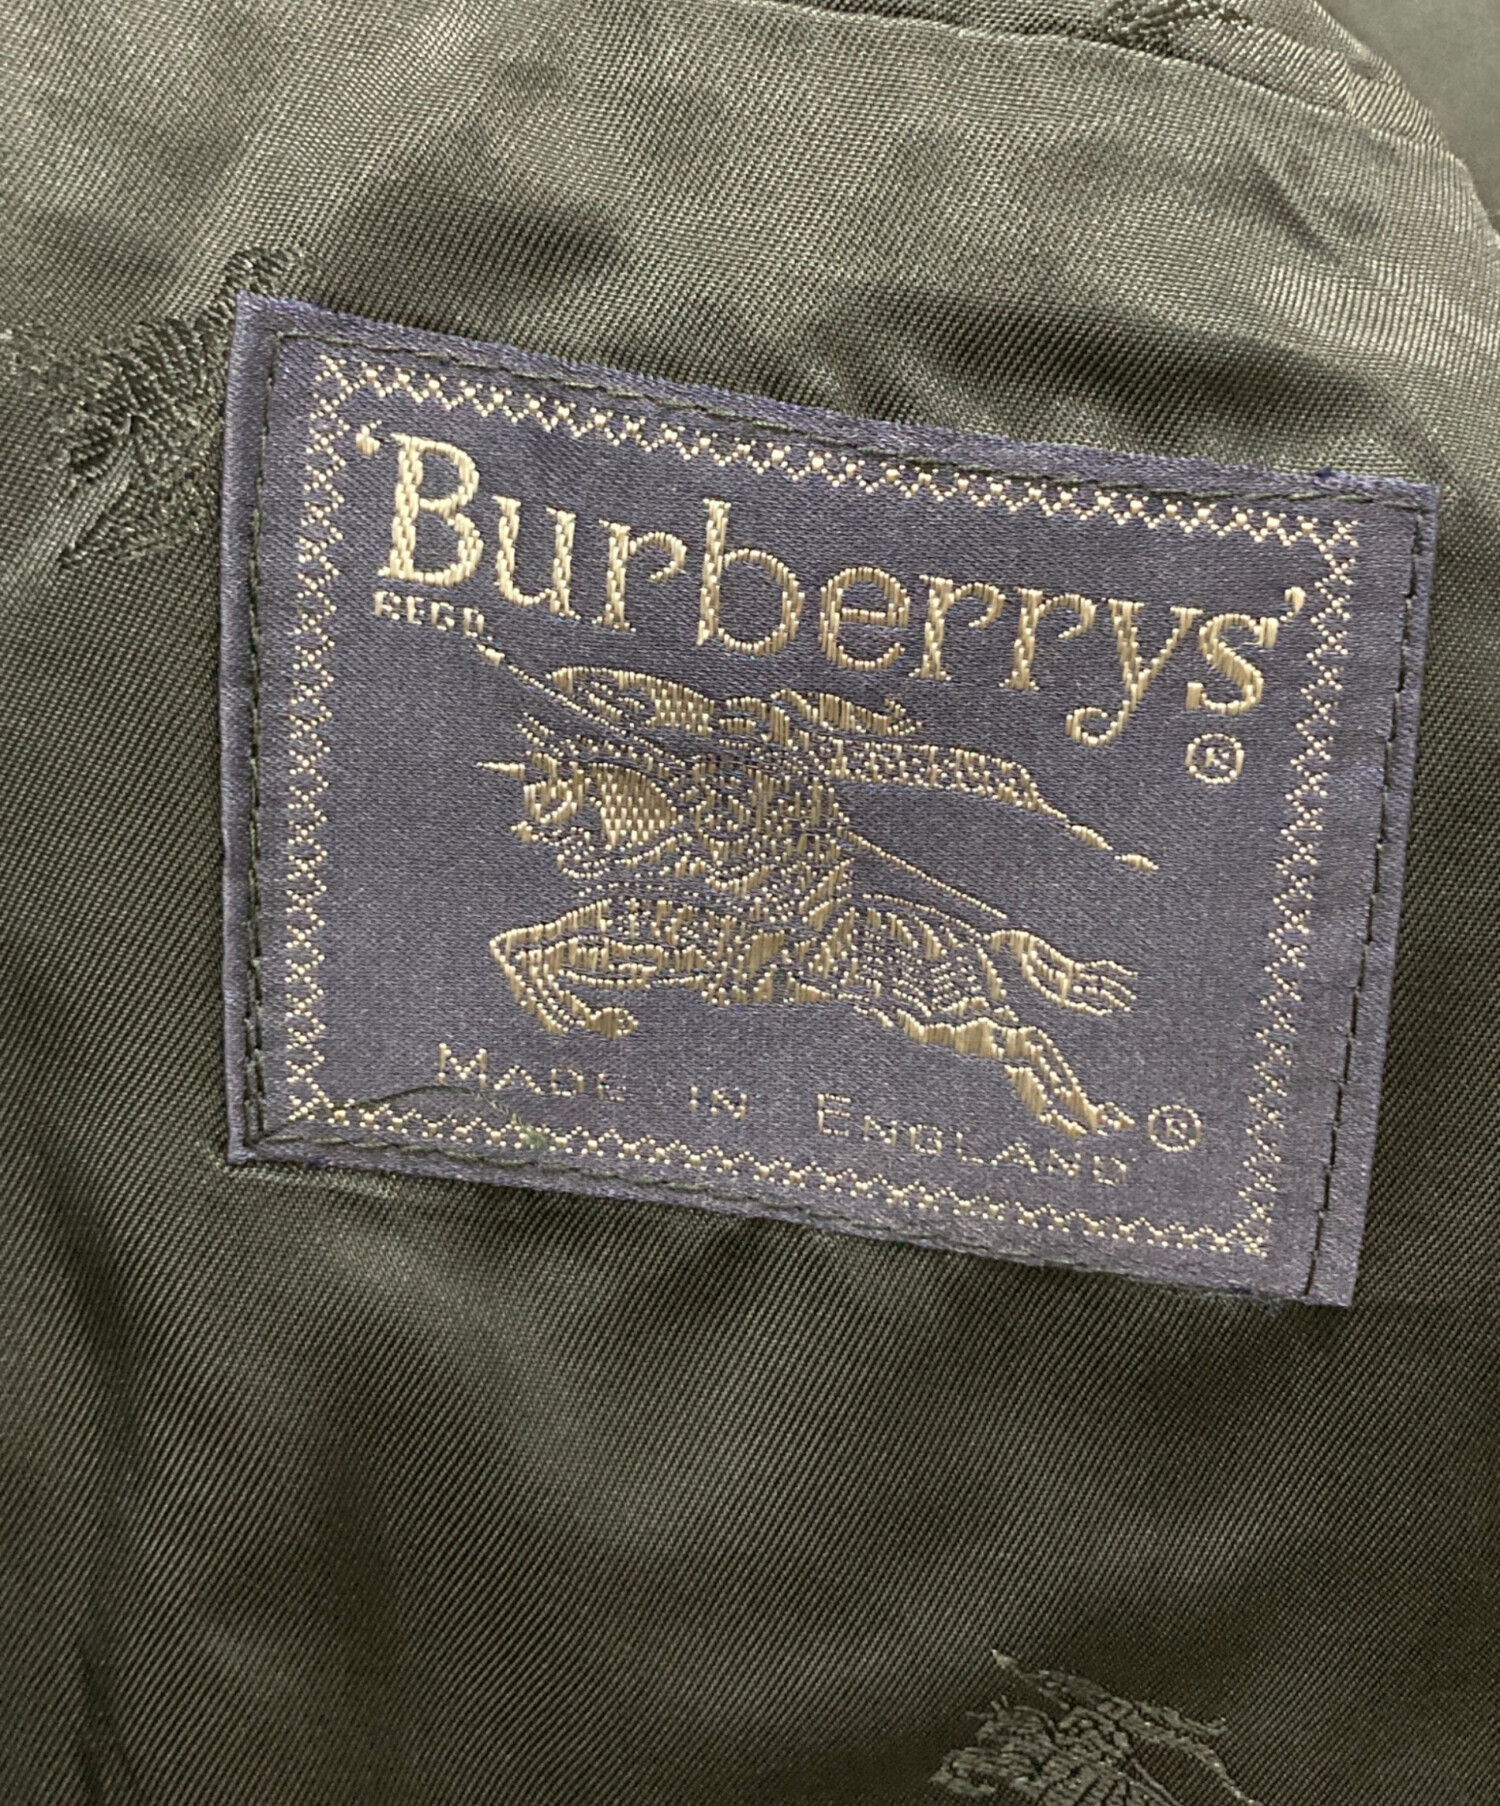 'Burberrys'
REGD. ®
MADE IN ENGLAND ®